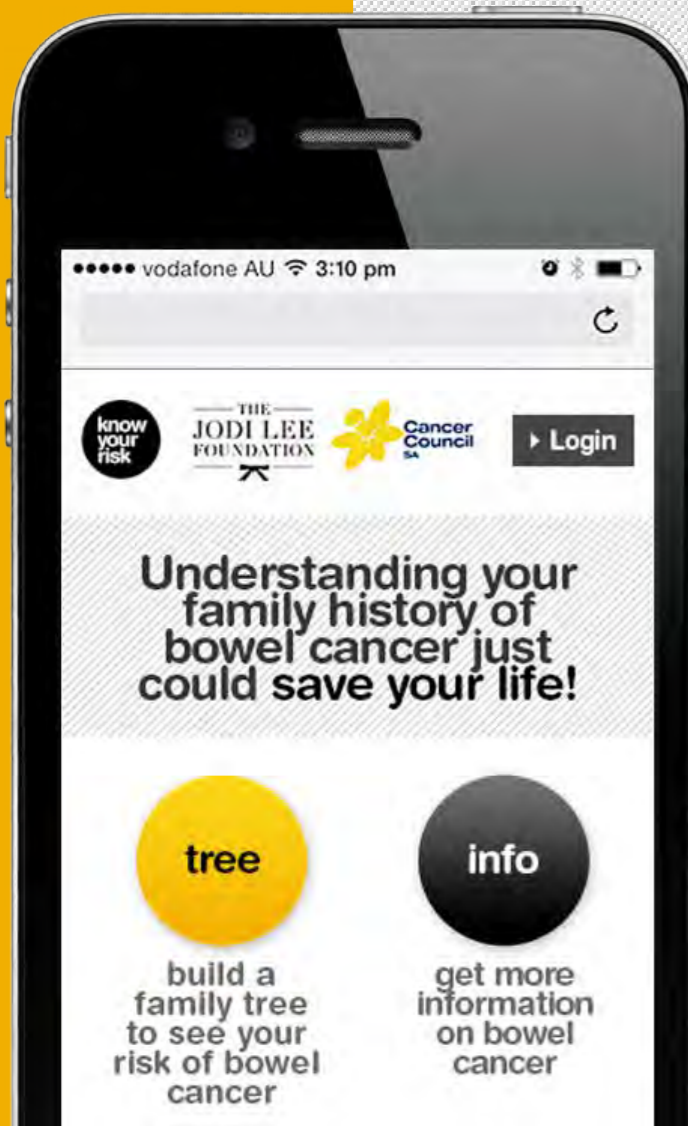 vodafone AU 3:10 pm
know
your
risk
THE
JODI LEE
FOUNDATION
Cancer
Council
SA
Login
Understanding your
family history of
bowel cancer just
could save your life!
tree
build a
family tree
to see your
risk of bowel
cancer
info
get more
information
on bowel
cancer